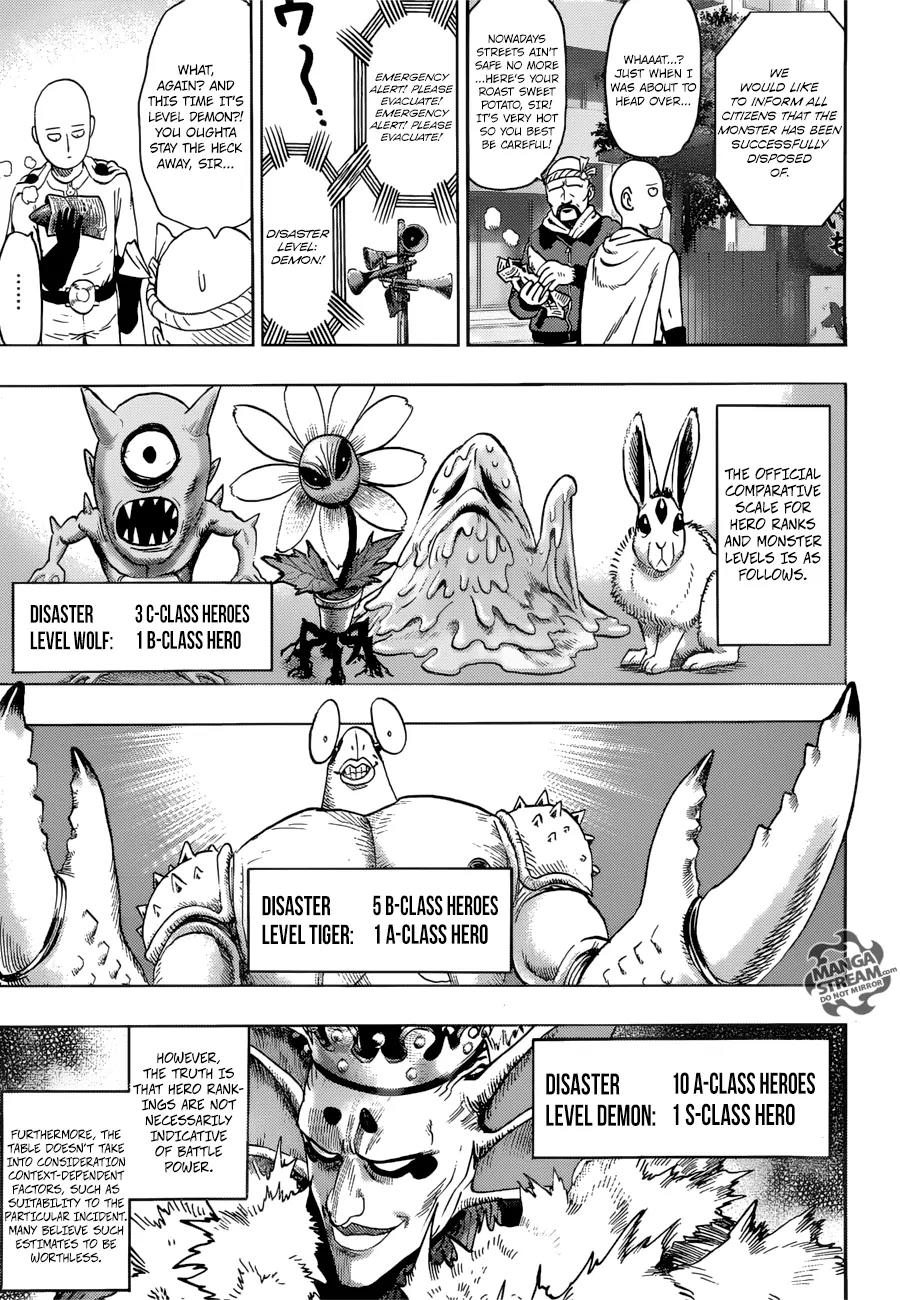 WE
WOULD LIKE
TO INFORM ALL
CITIZENS THAT THE
MONSTER HAS BEEN
SUCCESSFULLY
DISPOSED
OF.
WHAAAT...?
JUST WHEN I
WAS ABOUT TO
HEAD OVER...
NOWADAYS
STREETS AIN'T
SAFE NO MORE
...HERE'S YOUR
ROAST SWEET
POTATO, SIR!
IT'S VERY HOT
SO YOU BEST
BE CAREFUL!
ウ〜〜
EMERGENCY
ALERT! PLEASE
EVACUATE!
EMERGENCY
ALERT! PLEASE
EVACUATE!
DISASTER
LEVEL:
DEMON!
WHAT,
AGAIN? AND
THIS TIME IT'S
LEVEL DEMON?!
YOU OUGHTA
STAY THE HECK
AWAY, SIR...
........
THE OFFICIAL
COMPARATIVE
SCALE FOR
HERO RANKS
AND MONSTER
LEVELS IS AS
FOLLOWS.
DISASTER 3 C-CLASS HEROES
LEVEL WOLF: 1 B-CLASS HERO
DISASTER 5 B-CLASS HEROES
LEVEL TIGER: 1 A-CLASS HERO
MANGA
STREAM.com
DO NOT MIRROR
DISASTER 10 A-CLASS HEROES
LEVEL DEMON: 1 S-CLASS HERO
HOWEVER,
THE TRUTH IS
THAT HERO RANK-
INGS ARE NOT
NECESSARILY
INDICATIVE
OF BATTLE
POWER.
FURTHERMORE, THE
TABLE DOESN'T TAKE
INTO CONSIDERATION
CONTEXT-DEPENDENT
FACTORS, SUCH AS
SUITABILITY TO THE
PARTICULAR INCIDENT.
MANY BELIEVE SUCH
ESTIMATES TO BE
WORTHLESS.